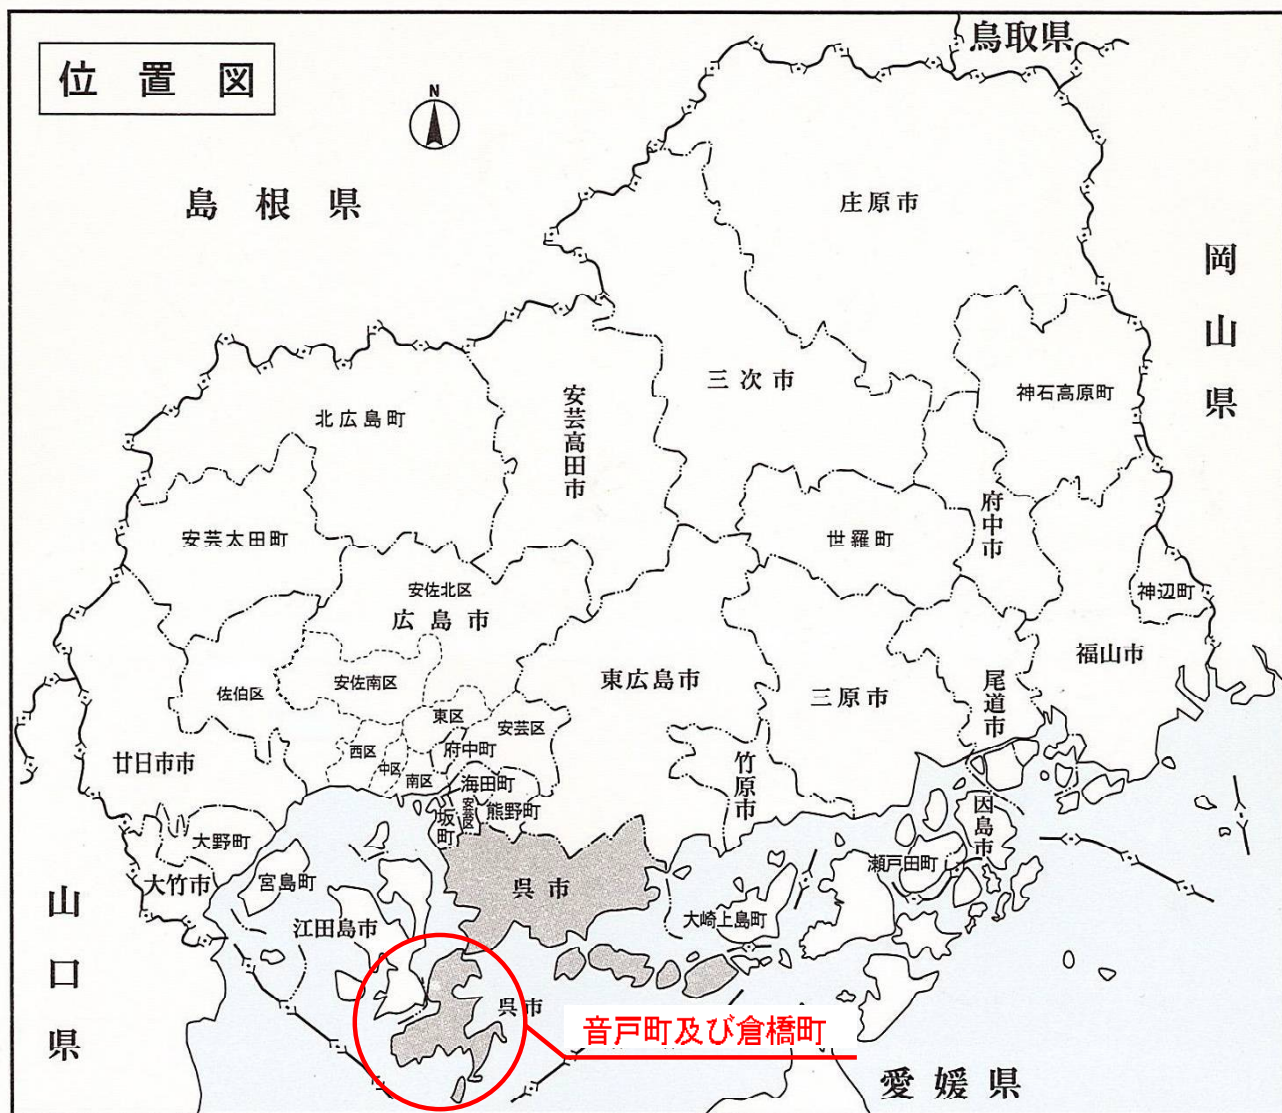 位置図
N
鳥取県
島根県
庄原市
岡山県
三次市
神石高原町
安芸高田市
北広島町
府中市
安芸太田町
世羅町
安佐北区
神辺町
広島市
福山市
東広島市
安佐南区
佐伯区
三原市
尾道市
東区
安芸区
西区
府中町
中区
廿日市市
南区
海田町
竹原市
安芸区
熊野町
坂町
因島市
大野町
瀬戸田町
大竹市
宮島町
呉市
山口県
大崎上島町
江田島市
呉市
音戸町及び倉橋町
愛媛県